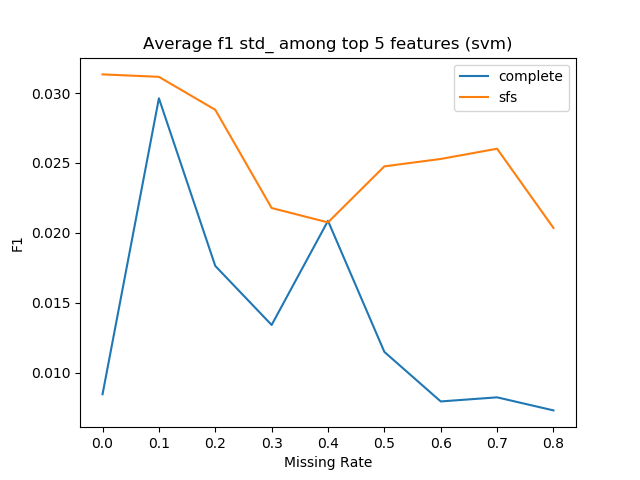 Average f1 std_ among top 5 features (svm)
complete
sfs
0.030
0.025
0.020
0.015
0.010
F1
0.0 0.1 0.2 0.3 0.4 0.5 0.6 0.7 0.8
Missing Rate